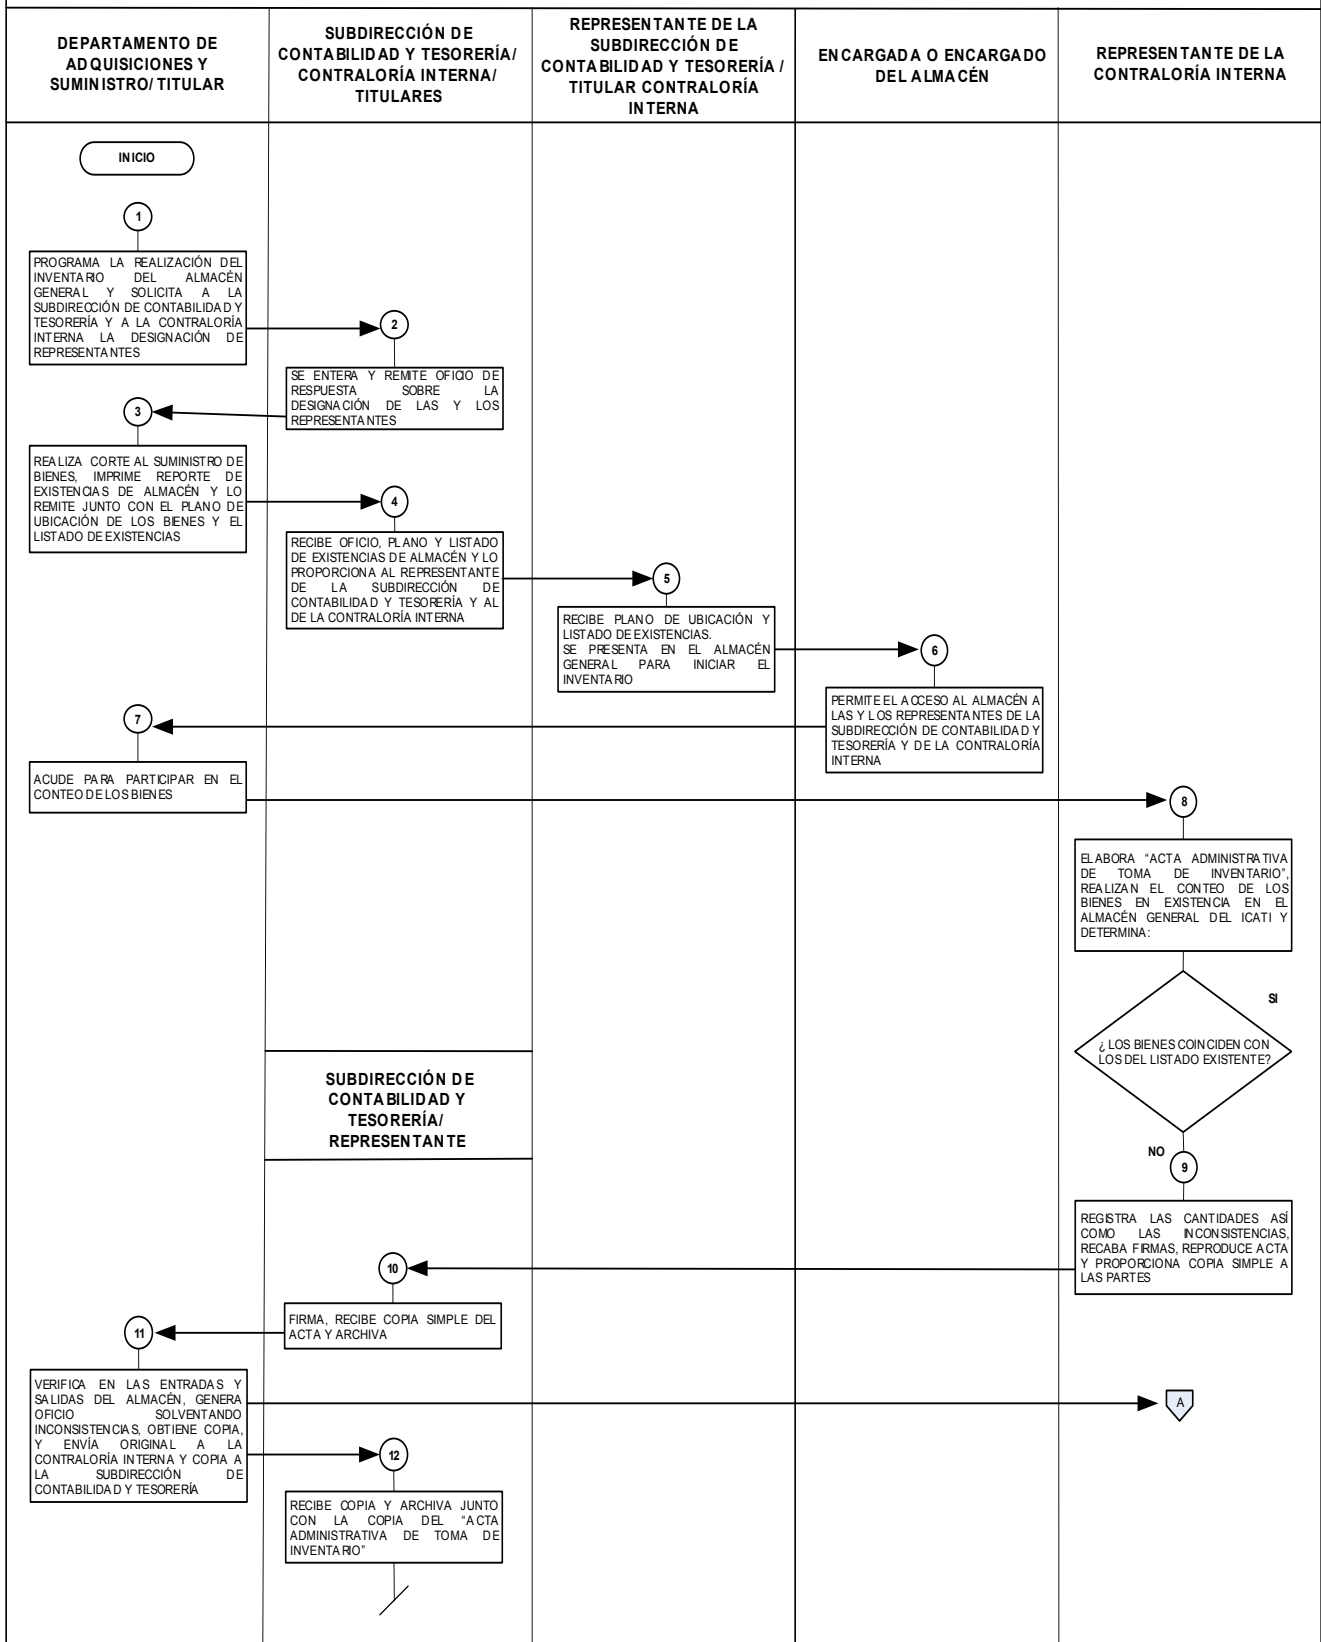 DEPARTAMENTO DE
ADQUISICIONES Y
SUMINISTRO/ TITULAR
SUBDIRECCIÓN DE
CONTABILIDAD Y TESORERÍA/
CONTRALORÍA INTERNA/
TITULARES
REPRESENTANTE DE LA
SUBDIRECCIÓN DE
CONTABILIDAD Y TESORERÍA /
TITULAR CONTRALORÍA
INTERNA
ENCARGADA O ENCARGADO
DEL ALMACÉN
REPRESENTANTE DE LA
CONTRALORÍA INTERNA
INICIO
1
PROGRAMA LA REALIZACIÓN DEL
INVENTARIO DEL ALMACÉN
GENERAL Y SOLICITA A LA
SUBDIRECCIÓN DE CONTABILIDAD Y
TESORERÍA Y A LA CONTRALORÍA
INTERNA LA DESIGNACIÓN DE
REPRESENTANTES
2
SE ENTERA Y REMITE OFICIO DE
RESPUESTA SOBRE LA
DESIGNACIÓN DE LAS Y LOS
REPRESENTANTES
3
REALIZA CORTE AL SUMINISTRO DE
BIENES, IMPRIME REPORTE DE
EXISTENCIAS DE ALMACÉN Y LO
REMITE JUNTO CON EL PLANO DE
UBICACIÓN DE LOS BIENES Y EL
LISTADO DE EXISTENCIAS
4
RECIBE OFICIO, PLANO Y LISTADO
DE EXISTENCIAS DE ALMACÉN Y LO
PROPORCIONA AL REPRESENTANTE
DE LA SUBDIRECCIÓN DE
CONTABILIDAD Y TESORERÍA Y AL
DE LA CONTRALORÍA INTERNA
5
RECIBE PLANO DE UBICACIÓN Y
LISTADO DE EXISTENCIAS.
SE PRESENTA EN EL ALMACÉN
GENERAL PARA INICIAR EL
INVENTARIO
6
PERMITE EL ACCESO AL ALMACÉN A
LAS Y LOS REPRESENTANTES DE LA
SUBDIRECCIÓN DE CONTABILIDAD Y
TESORERÍA Y DE LA CONTRALORÍA
INTERNA
7
ACUDE PARA PARTICIPAR EN EL
CONTEO DE LOS BIENES
8
ELABORA “ACTA ADMINISTRATIVA
DE TOMA DE INVENTARIO”,
REALIZAN EL CONTEO DE LOS
BIENES EN EXISTENCIA EN EL
ALMACÉN GENERAL DEL ICATI Y
DETERMINA:
SI
¿ LOS BIENES COINCIDEN CON
LOS DEL LISTADO EXISTENTE?
SUBDIRECCIÓN DE
CONTABILIDAD Y
TESORERÍA/
REPRESENTANTE
NO
9
REGISTRA LAS CANTIDADES ASÍ
COMO LAS INCONSISTENCIAS,
RECABA FIRMAS, REPRODUCE ACTA
Y PROPORCIONA COPIA SIMPLE A
LAS PARTES
10
FIRMA, RECIBE COPIA SIMPLE DEL
ACTA Y ARCHIVA
11
VERIFICA EN LAS ENTRADAS Y
SALIDAS DEL ALMACÉN, GENERA
OFICIO SOLVENTANDO
INCONSISTENCIAS, OBTIENE COPIA,
Y ENVÍA ORIGINAL A LA
CONTRALORÍA INTERNA Y COPIA A
LA SUBDIRECCIÓN DE
CONTABILIDAD Y TESORERÍA
A
12
RECIBE COPIA Y ARCHIVA JUNTO
CON LA COPIA DEL “ACTA
ADMINISTRATIVA DE TOMA DE
INVENTARIO”